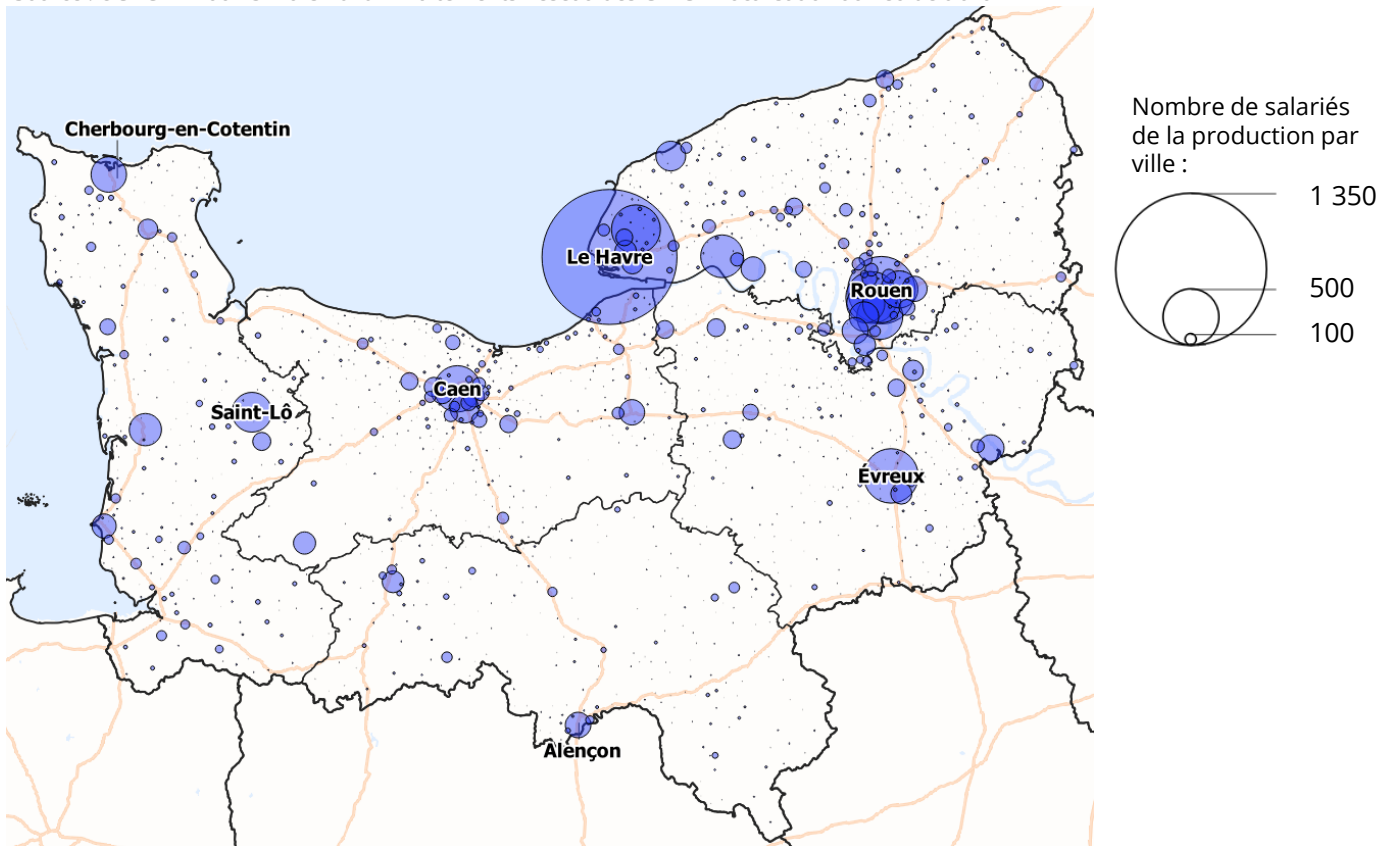 Cherbourg-en-Cotentin
Le Havre
Rouen
Caen
Saint-Lô
Évreux
Alençon
Nombre de salariés
de la production par
ville :
1 350
500
100